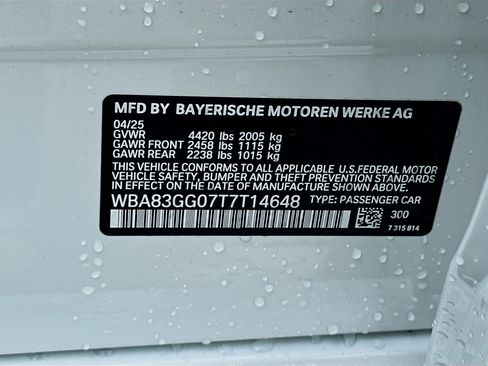 MFD BY BAYERISCHE MOTOREN WERKE AG
04/25
GVWR 4420 lbs 2005 kg
GAWR FRONT 2458 lbs 1115 kg
GAWR REAR 2238 lbs 1015 kg
THIS VEHICLE CONFORMS TO ALL APPLICABLE U.S.FEDERAL MOTOR
VEHICLE SAFETY, BUMPER AND THEFT PREVENTION STANDARDS
IN EFFECT ON THE DATE OF MANUFACTURE SHOWN ABOVE.
WBA83GG07T7T14648 TYPE: PASSENGER CAR
300
7 315 814